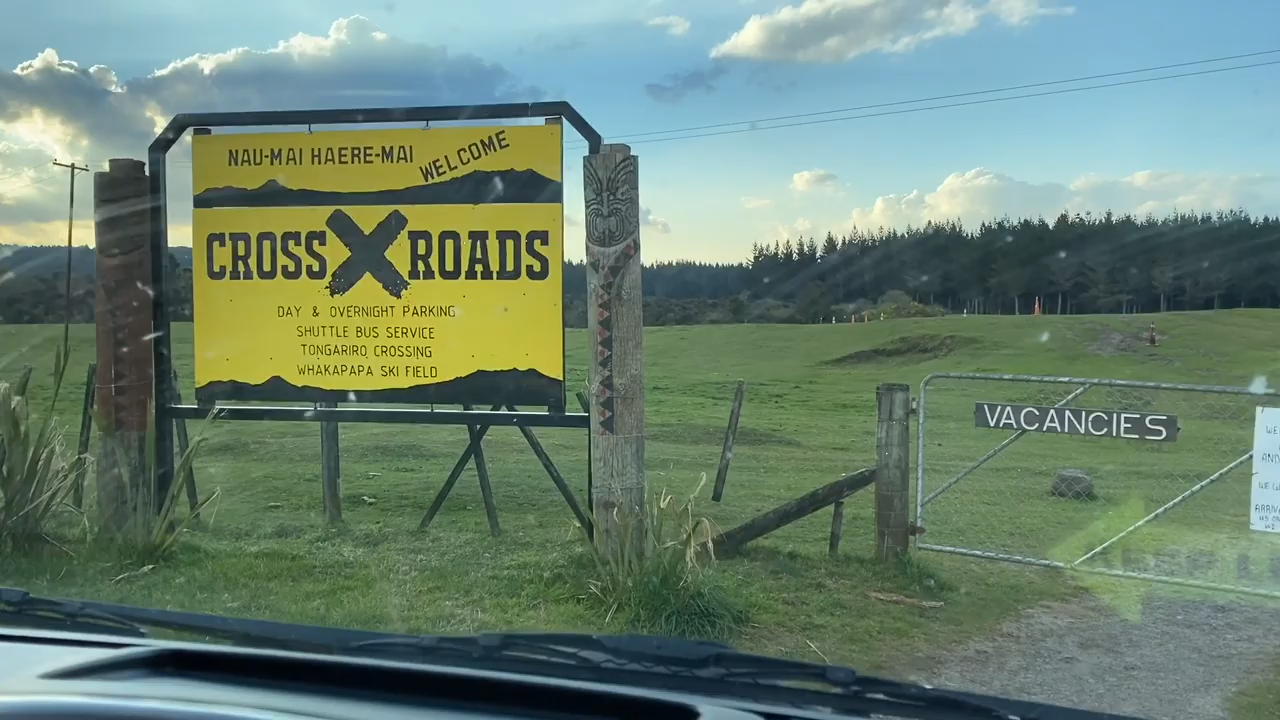 NAU-MAI HAERE-MAI WELCOME
CROSS X ROADS
DAY & OVERNIGHT PARKING
SHUTTLE BUS SERVICE
TONGARIRO CROSSING
WHAKAPAPA SKI FIELD
VACANCIES